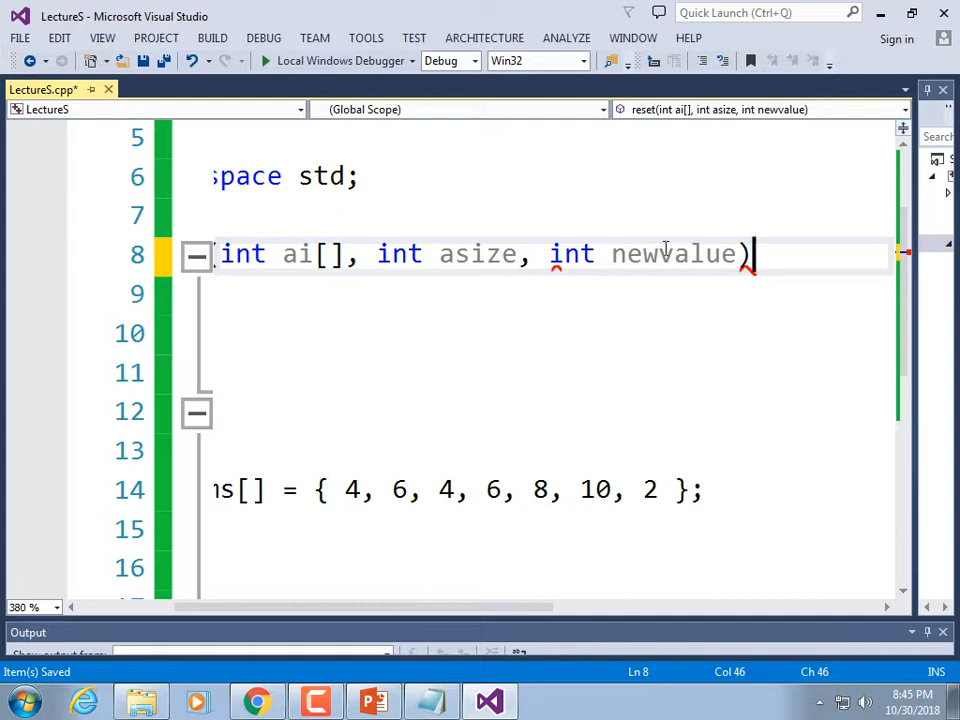 LectureS - Microsoft Visual Studio
Quick Launch (Ctrl+Q)
FILE EDIT VIEW PROJECT BUILD DEBUG TEAM TOOLS TEST ARCHITECTURE ANALYZE WINDOW HELP Sign in
Local Windows Debugger Debug Win32
LectureS.cpp*
LectureS (Global Scope) reset(int ai[], int asize, int newvalue)
Search
5
6 space std;
7
8 (int ai[], int asize, int newvalue)
9
10
11
12
13
14 ns[] = { 4, 6, 4, 6, 8, 10, 2 };
15
16
380 %
Output
Show output from:
Item(s) Saved Ln 8 Col 46 Ch 46 INS
8:45 PM
10/30/2018